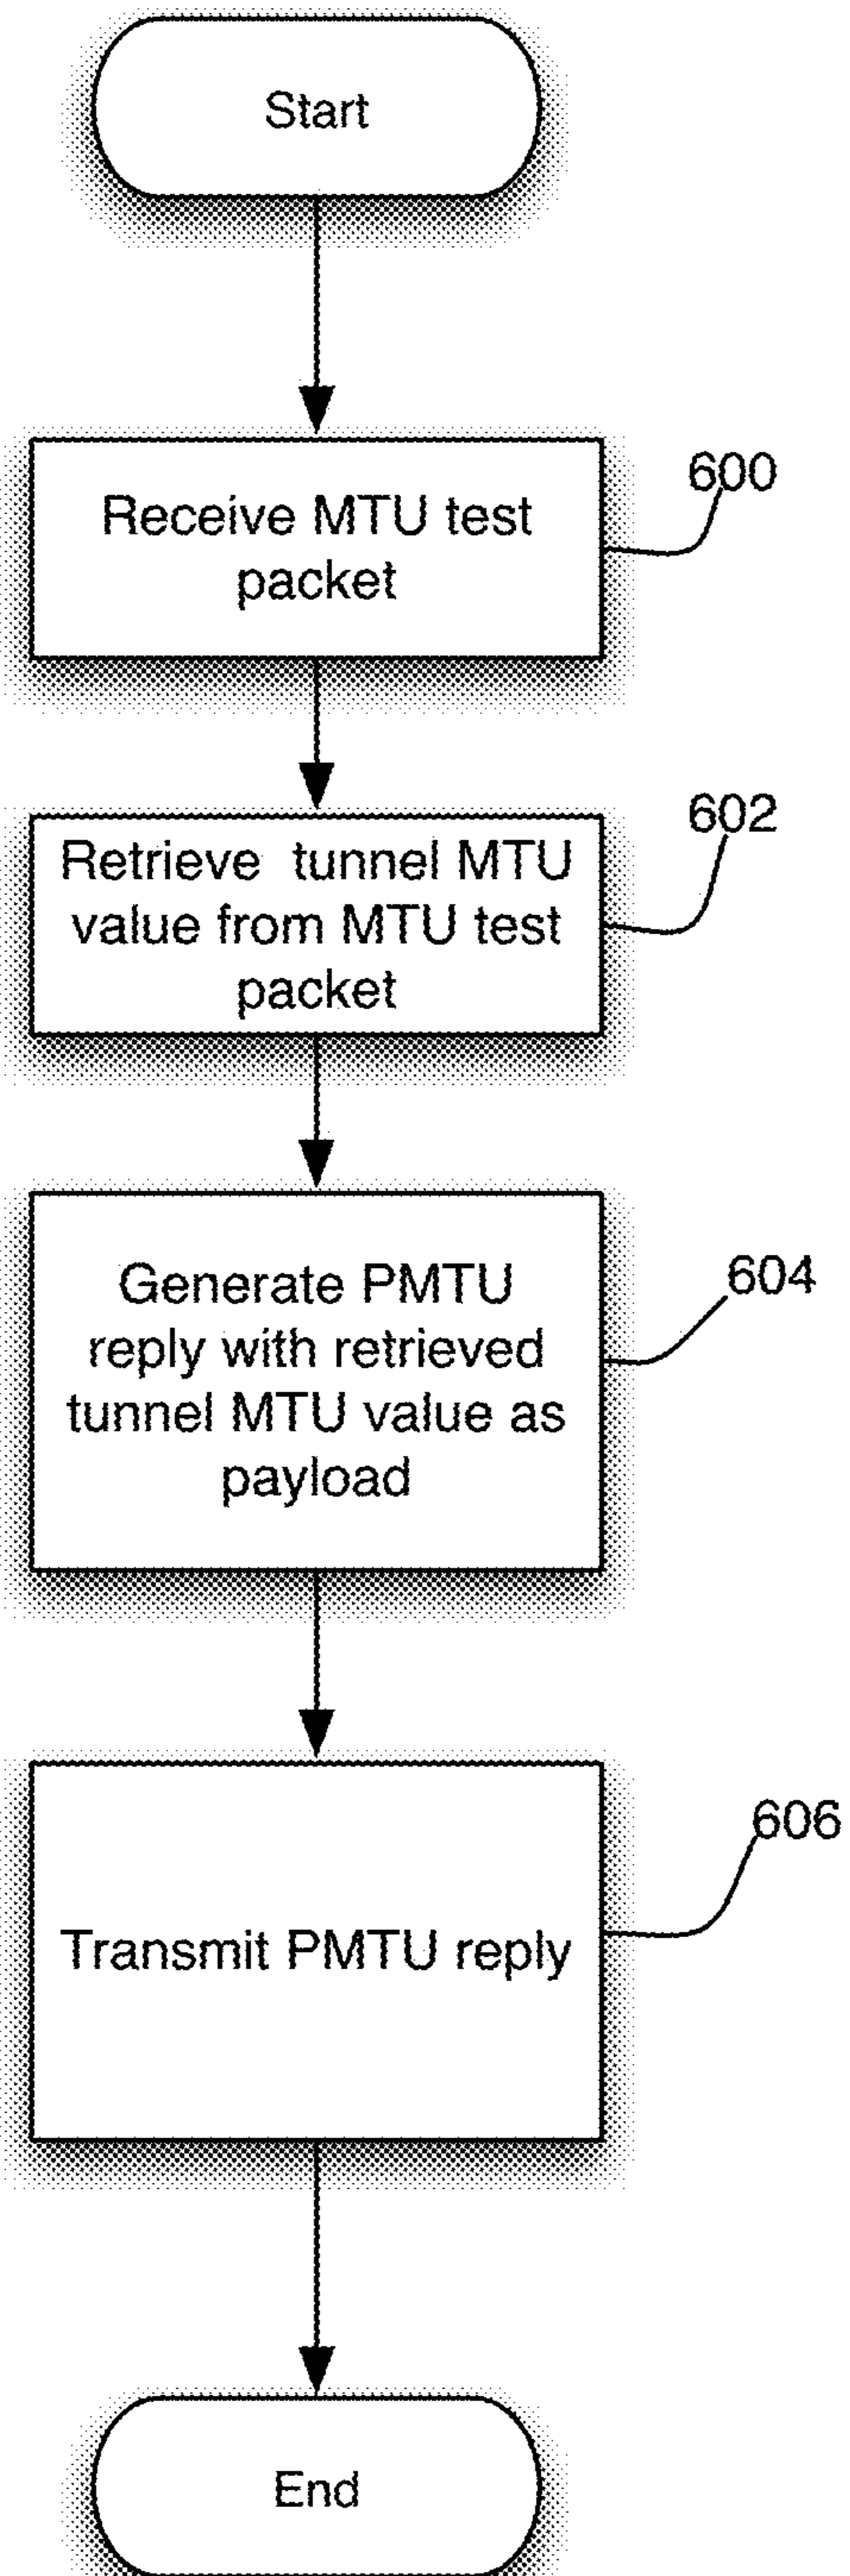 Start
Receive MTU test
packet
600
Retrieve tunnel MTU
value from MTU test
packet
602
Generate PMTU
reply with retrieved
tunnel MTU value as
payload
604
Transmit PMTU reply
606
End